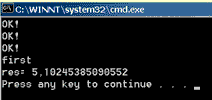 C:\WINNT\system32\cmd.exe
OK!
OK!
OK!
first
res= 5,10245385090552
Press any key to continue . . .